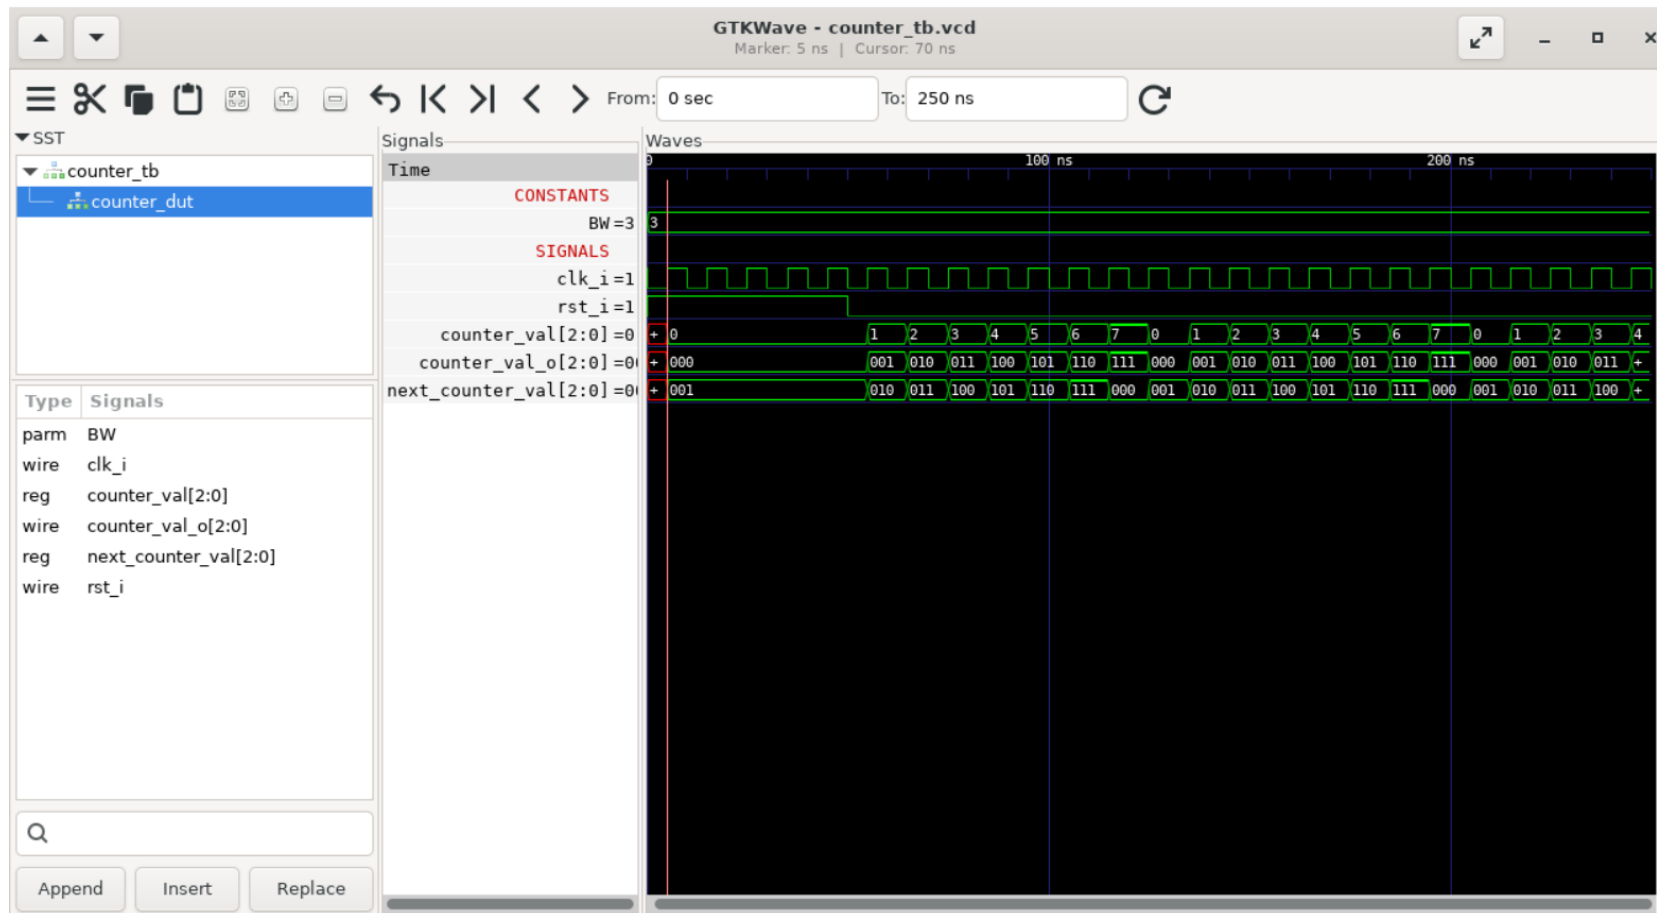 GTKWave - counter_tb.vcd
Marker: 5 ns | Cursor: 70 ns
From: 0 sec To: 250 ns
SST
counter_tb
counter_dut
Type Signals
parm BW
wire clk_i
reg counter_val[2:0]
wire counter_val_o[2:0]
reg next_counter_val[2:0]
wire rst_i
Append Insert Replace
Signals
Time
CONSTANTS
BW=3
SIGNALS
clk_i=1
rst_i=1
counter_val[2:0]=0
counter_val_o[2:0]=0
next_counter_val[2:0]=0
Waves
0 100 ns 200 ns
3
+ 0 1 2 3 4 5 6 7 0 1 2 3 4 5 6 7 0 1 2 3 4
+ 000 001 010 011 100 101 110 111 000 001 010 011 100 101 110 111 000 001 010 011 +
+ 001 010 011 100 101 110 111 000 001 010 011 100 101 110 111 000 001 010 011 100 +